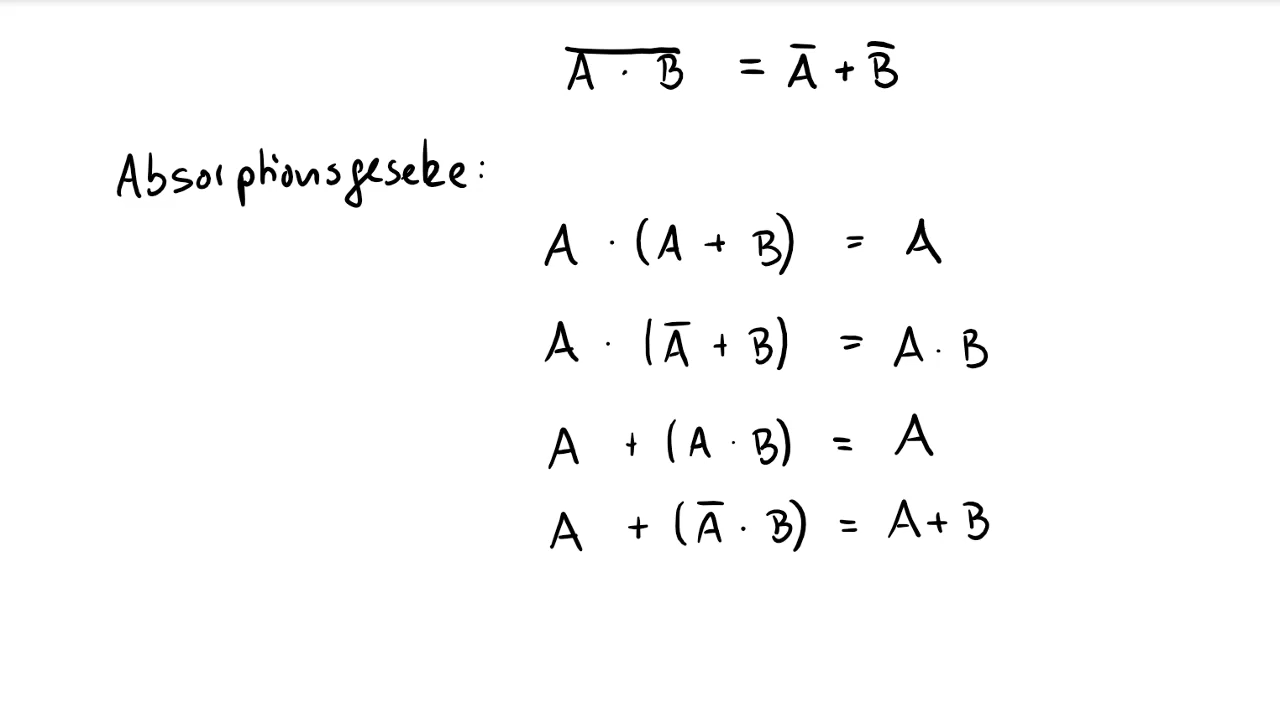 A̅ ̅·̅ ̅B̅ = A̅ + B̅
Absorptionsgesetze:
A · (A + B) = A
A · (A̅ + B) = A · B
A + (A · B) = A
A + (A̅ · B) = A + B